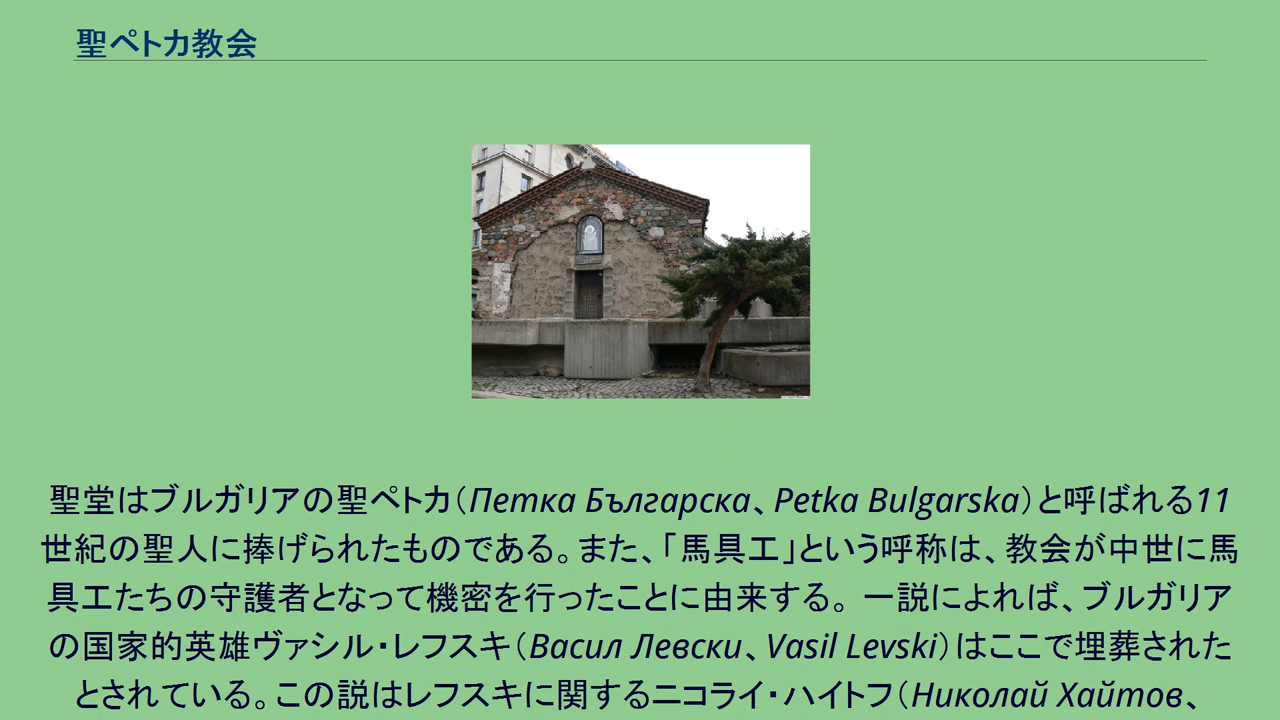 聖ペトカ教会
聖堂はブルガリアの聖ペトカ（Петка Българска、Petka Bulgarska）と呼ばれる11
世紀の聖人に捧げられたものである。また、「馬具工」という呼称は、教会が中世に馬
具工たちの守護者となって機密を行ったことに由来する。 一説によれば、ブルガリア
の国家的英雄ヴァシル・レフスキ（Васил Левски、Vasil Levski）はここで埋葬された
とされている。この説はレフスキに関するニコライ・ハイトフ（Николай Хайтов、